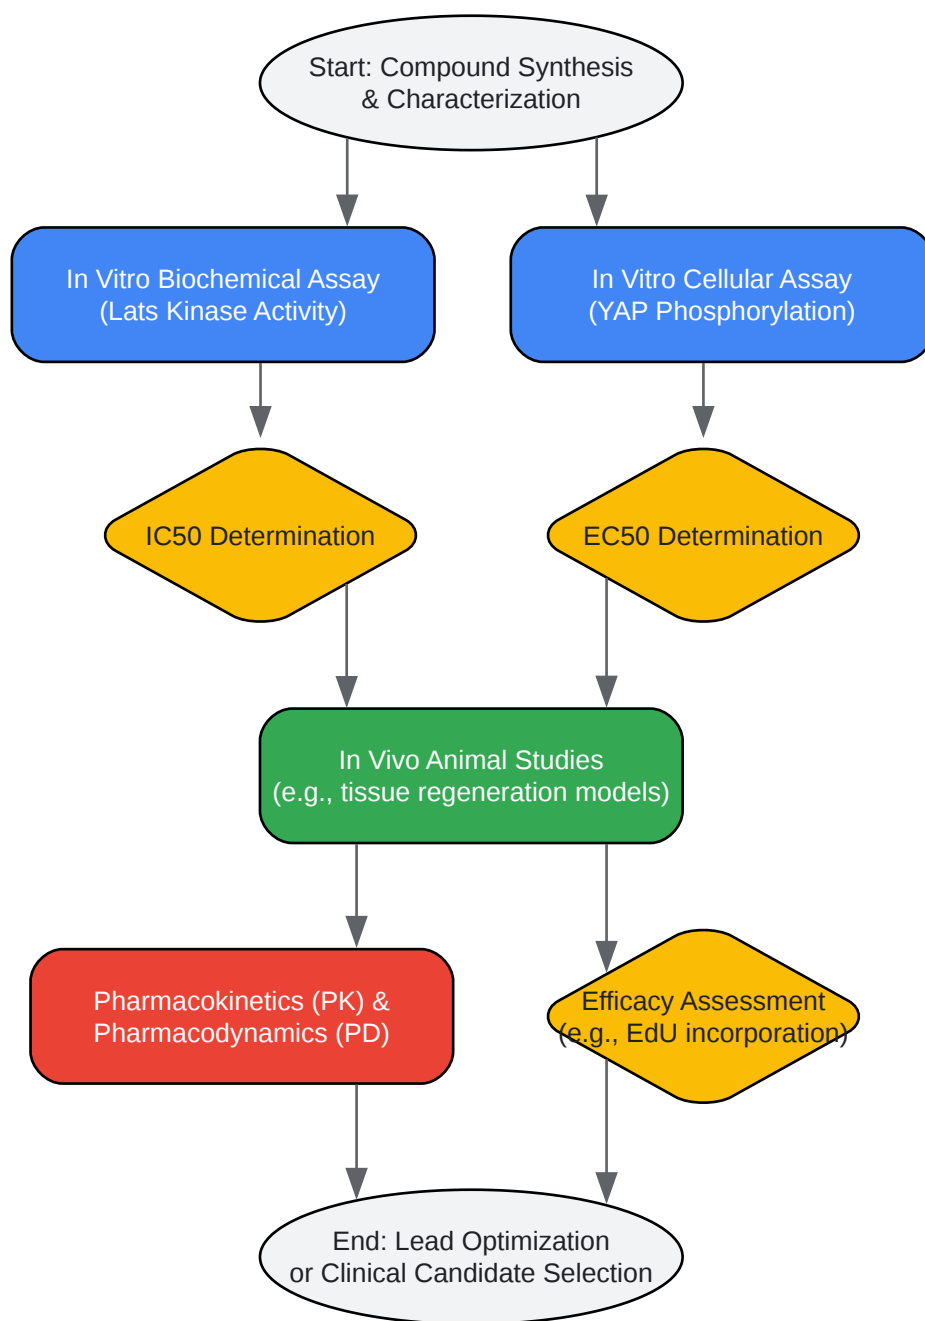 Start: Compound Synthesis
& Characterization
In Vitro Biochemical Assay
(Lats Kinase Activity)
In Vitro Cellular Assay
(YAP Phosphorylation)
IC50 Determination
EC50 Determination
In Vivo Animal Studies
(e.g., tissue regeneration models)
Pharmacokinetics (PK) &
Pharmacodynamics (PD)
Efficacy Assessment
(e.g., EdU incorporation)
End: Lead Optimization
or Clinical Candidate Selection